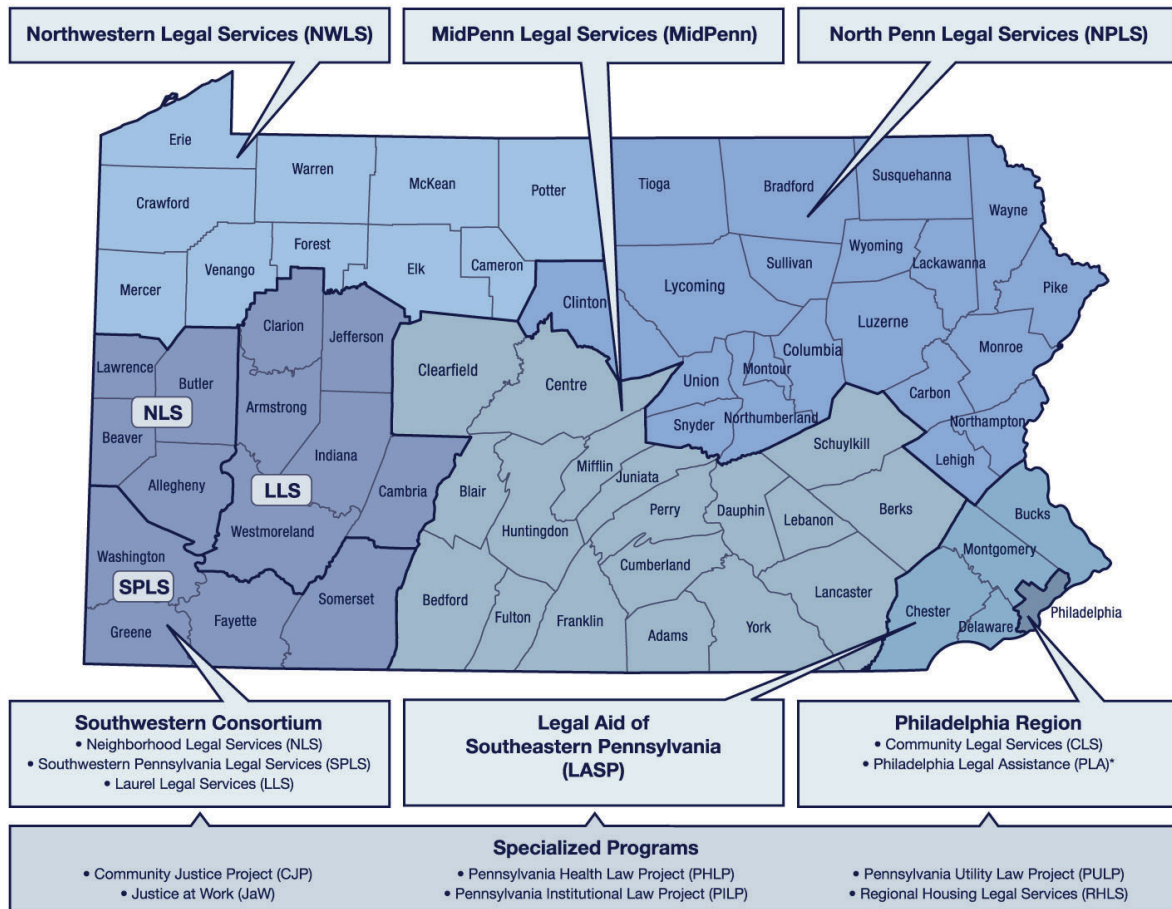 Northwestern Legal Services (NWLS)
MidPenn Legal Services (MidPenn)
North Penn Legal Services (NPLS)
Erie
Warren
McKean
Potter
Tioga
Bradford
Susquehanna
Wayne
Crawford
Forest
Elk
Cameron
Sullivan
Wyoming
Lackawanna
Mercer
Venango
Clinton
Lycoming
Pike
Clarion
Jefferson
Luzerne
Monroe
Lawrence
Butler
Clearfield
Centre
Union
Montour
Columbia
Carbon
NLS
Armstrong
Snyder
Northumberland
Northampton
Beaver
Indiana
Mifflin
Juniata
Schuylkill
Lehigh
Allegheny
LLS
Cambria
Blair
Huntingdon
Perry
Dauphin
Lebanon
Berks
Bucks
Washington
Westmoreland
Cumberland
Montgomery
SPLS
Somerset
Bedford
Fulton
Franklin
Adams
York
Lancaster
Chester
Delaware
Philadelphia
Greene
Fayette
Southwestern Consortium
• Neighborhood Legal Services (NLS)
• Southwestern Pennsylvania Legal Services (SPLS)
• Laurel Legal Services (LLS)
Legal Aid of
Southeastern Pennsylvania
(LASP)
Philadelphia Region
• Community Legal Services (CLS)
• Philadelphia Legal Assistance (PLA)*
Specialized Programs
• Community Justice Project (CJP)
• Justice at Work (JaW)
• Pennsylvania Health Law Project (PHLP)
• Pennsylvania Institutional Law Project (PILP)
• Pennsylvania Utility Law Project (PULP)
• Regional Housing Legal Services (RHLS)